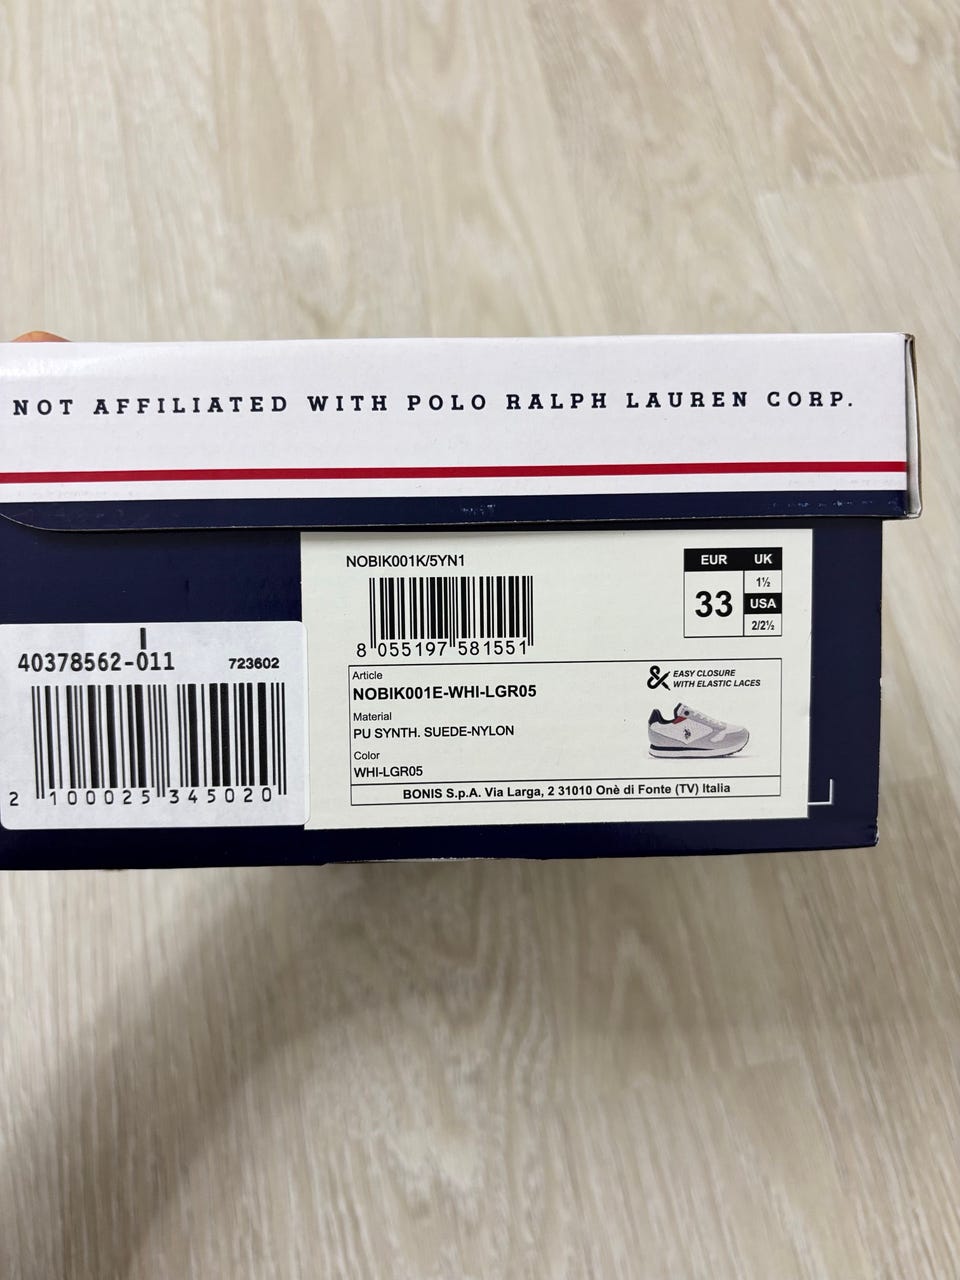 NOT AFFILIATED WITH POLO RALPH LAUREN CORP.
NOBIK001K/5YN1
8 055197 581551
EUR UK
33
1½
USA
2/2½
40378562-011 723602
2 100025 345020
Article
NOBIK001E-WHI-LGR05
Material
PU SYNTH. SUEDE-NYLON
Color
WHI-LGR05
& EASY CLOSURE
WITH ELASTIC LACES
BONIS S.p.A. Via Larga, 2 31010 Onè di Fonte (TV) Italia